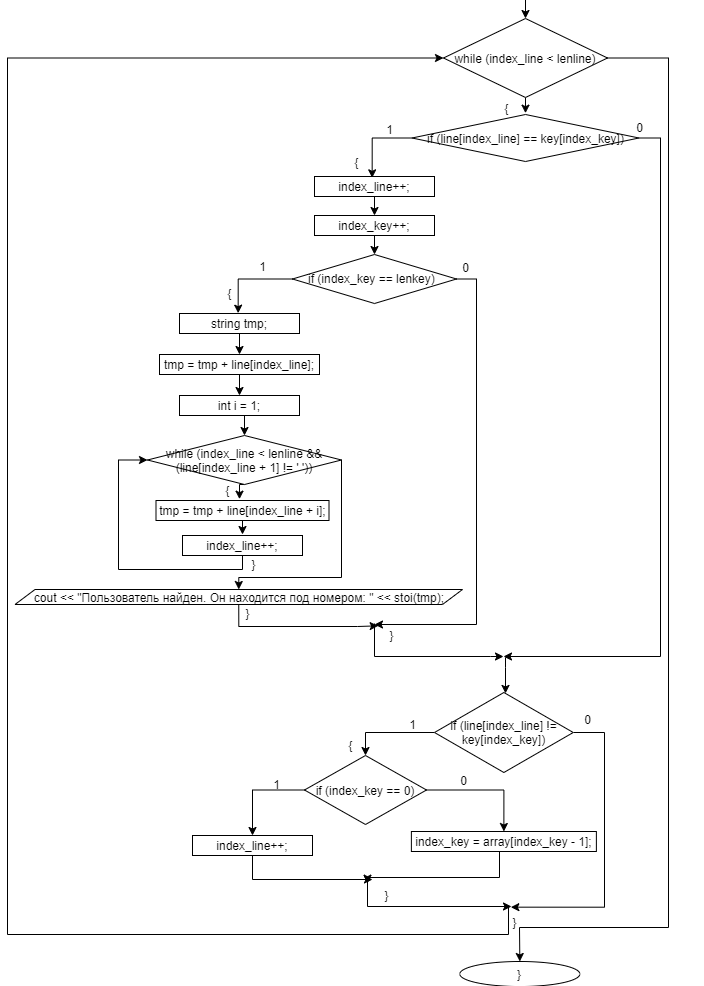 while (index_line < lenline)
{
if (line[index_line] == key[index_key])
1
0
{
index_line++;
index_key++;
if (index_key == lenkey)
1
0
{
string tmp;
tmp = tmp + line[index_line];
int i = 1;
while (index_line < lenline &&
(line[index_line + 1] != ' '))
{
tmp = tmp + line[index_line + i];
index_line++;
}
cout << "Пользователь найден. Он находится под номером: " << stoi(tmp);
}
}
if (line[index_line] !=
key[index_key])
1
0
{
if (index_key == 0)
1
0
index_line++;
index_key = array[index_key - 1];
}
}
}